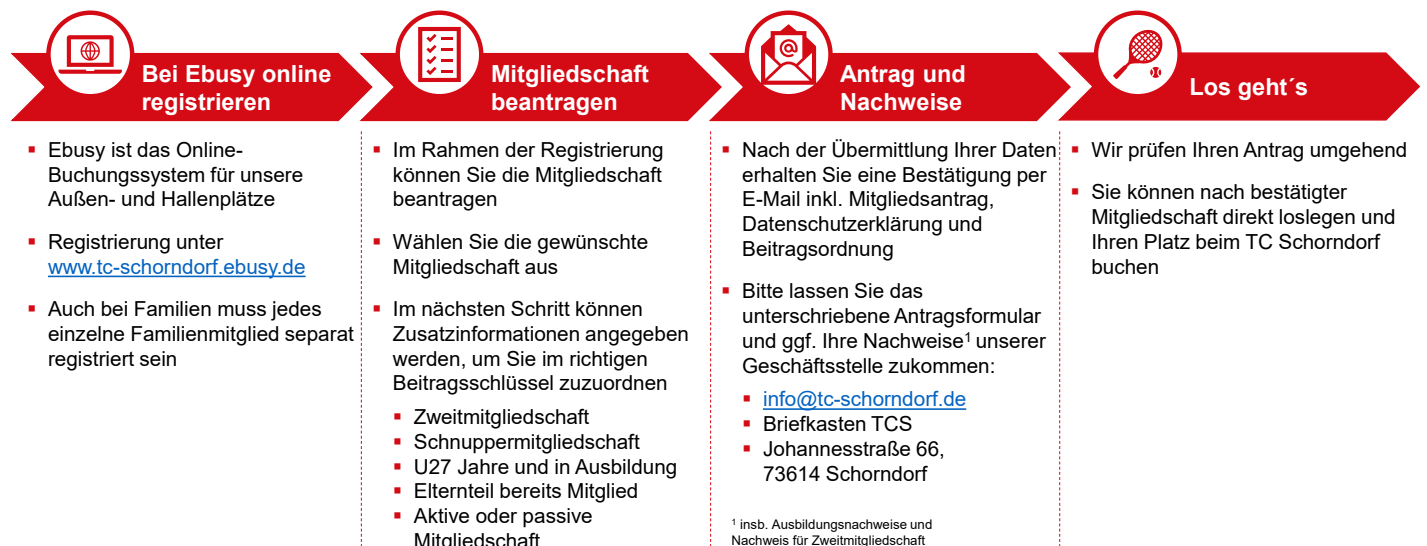 Bei Ebusy online
registrieren
▪ Ebusy ist das Online-
Buchungssystem für unsere
Außen- und Hallenplätze
▪ Registrierung unter
www.tc-schorndorf.ebusy.de
▪ Auch bei Familien muss jedes
einzelne Familienmitglied separat
registriert sein
Mitgliedschaft
beantragen
▪ Im Rahmen der Registrierung
können Sie die Mitgliedschaft
beantragen
▪ Wählen Sie die gewünschte
Mitgliedschaft aus
▪ Im nächsten Schritt können
Zusatzinformationen angegeben
werden, um Sie im richtigen
Beitragsschlüssel zuzuordnen
▪ Zweitmitgliedschaft
▪ Schnuppermitgliedschaft
▪ U27 Jahre und in Ausbildung
▪ Elternteil bereits Mitglied
▪ Aktive oder passive
Mitgliedschaft
@
Antrag und
Nachweise
▪ Nach der Übermittlung Ihrer Daten
erhalten Sie eine Bestätigung per
E-Mail inkl. Mitgliedsantrag,
Datenschutzerklärung und
Beitragsordnung
▪ Bitte lassen Sie das
unterschriebene Antragsformular
und ggf. Ihre Nachweise¹ unserer
Geschäftsstelle zukommen:
▪ info@tc-schorndorf.de
▪ Briefkasten TCS
▪ Johannesstraße 66,
73614 Schorndorf
¹ insb. Ausbildungsnachweise und
Nachweis für Zweitmitgliedschaft
Los geht´s
▪ Wir prüfen Ihren Antrag umgehend
▪ Sie können nach bestätigter
Mitgliedschaft direkt loslegen und
Ihren Platz beim TC Schorndorf
buchen